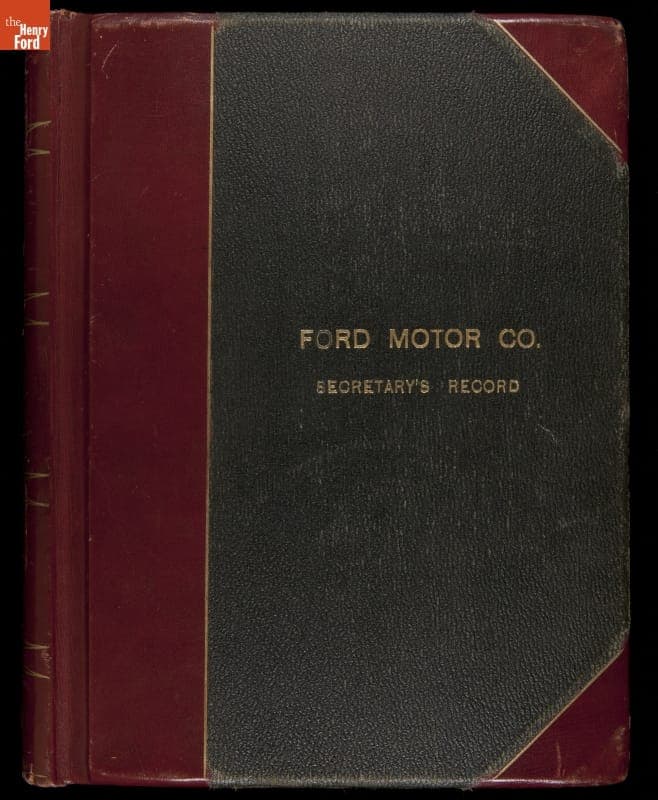 the
Henry
Ford
FORD MOTOR CO.
SECRETARY'S RECORD